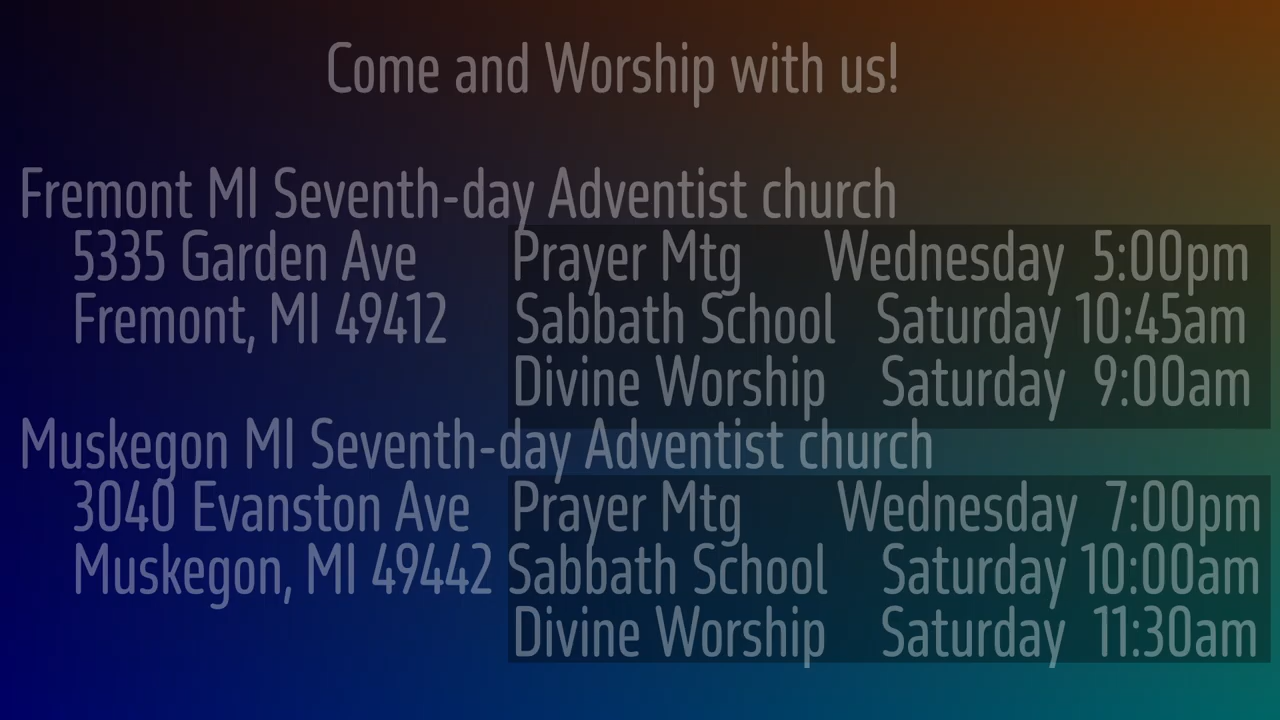 Come and Worship with us!
Fremont MI Seventh-day Adventist church
5335 Garden Ave Prayer Mtg Wednesday 5:00pm
Fremont, MI 49412 Sabbath School Saturday 10:45am
Divine Worship Saturday 9:00am
Muskegon MI Seventh-day Adventist church
3040 Evanston Ave Prayer Mtg Wednesday 7:00pm
Muskegon, MI 49442 Sabbath School Saturday 10:00am
Divine Worship Saturday 11:30am